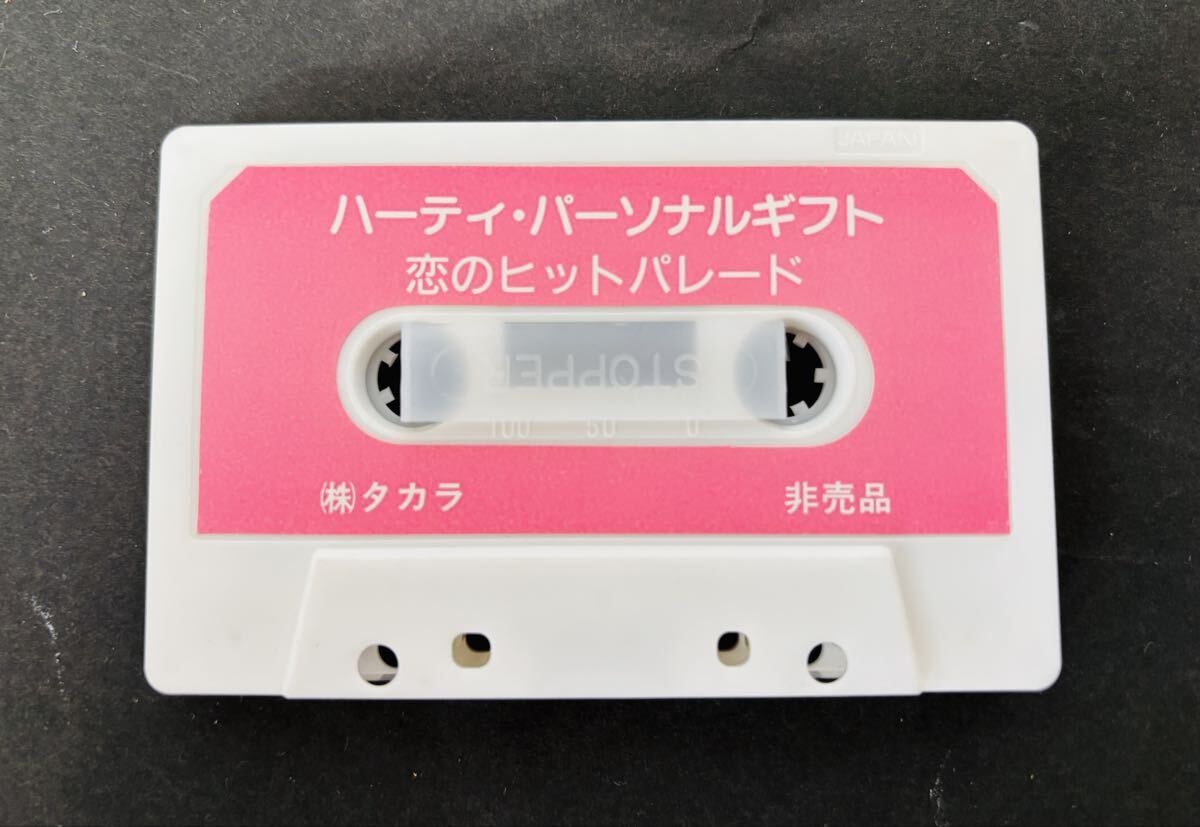 JAPAN
ハーティ・パーソナルギフト
恋のヒットパレード
STOPPER
100 50 0
㈱タカラ 非売品